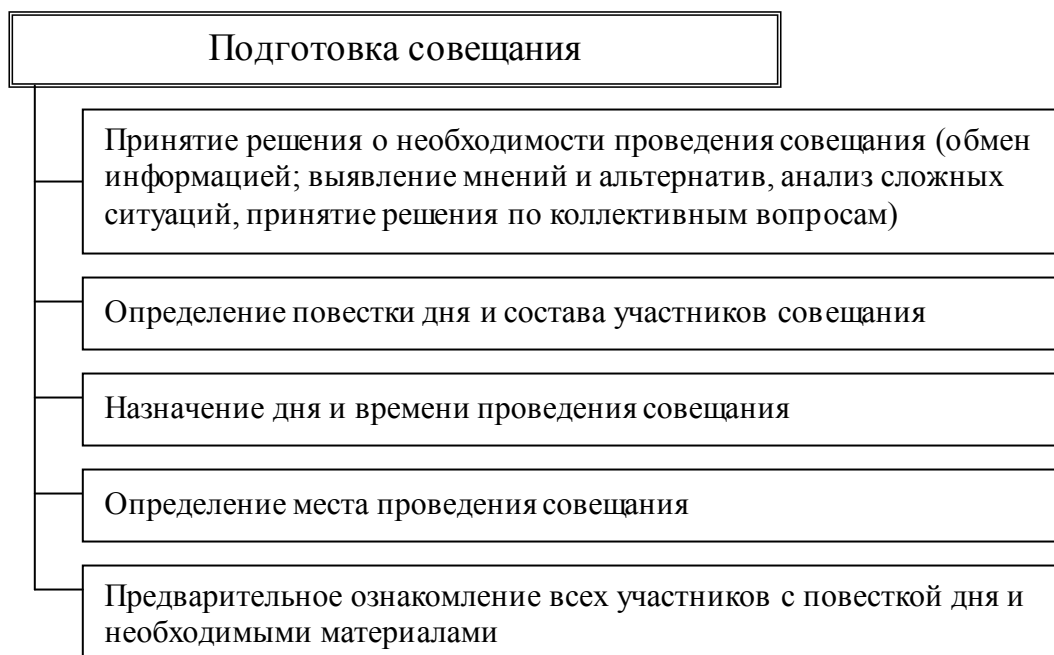 Подготовка совещания
Принятие решения о необходимости проведения совещания (обмен
информацией; выявление мнений и альтернатив, анализ сложных
ситуаций, принятие решения по коллективным вопросам)
Определение повестки дня и состава участников совещания
Назначение дня и времени проведения совещания
Определение места проведения совещания
Предварительное ознакомление всех участников с повесткой дня и
необходимыми материалами